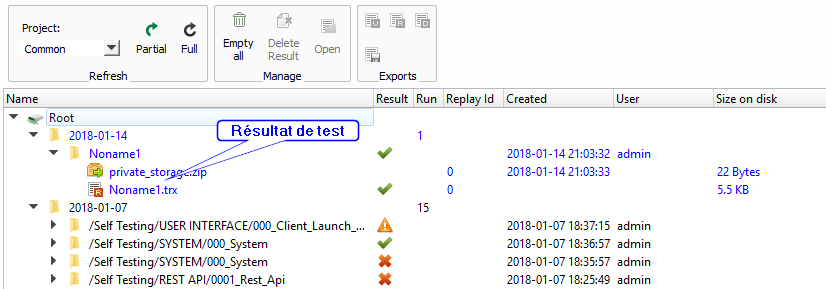 Project:
Common
Partial
Full
Refresh
Empty all
Delete Result
Open
Manage
Exports
Name Result Run Replay Id Created User Size on disk
Root
Résultat de test
2018-01-14 1
Noname1 2018-01-14 21:03:32 admin
private_storage.zip 0 2018-01-14 21:03:33 22 Bytes
Noname1.trx 0 5.5 KB
2018-01-07 15
/Self Testing/USER INTERFACE/000_Client_Launch_... 2018-01-07 18:37:15 admin
/Self Testing/SYSTEM/000_System 2018-01-07 18:36:57 admin
/Self Testing/SYSTEM/000_System 2018-01-07 18:35:57 admin
/Self Testing/REST API/0001_Rest_Api 2018-01-07 18:25:49 admin